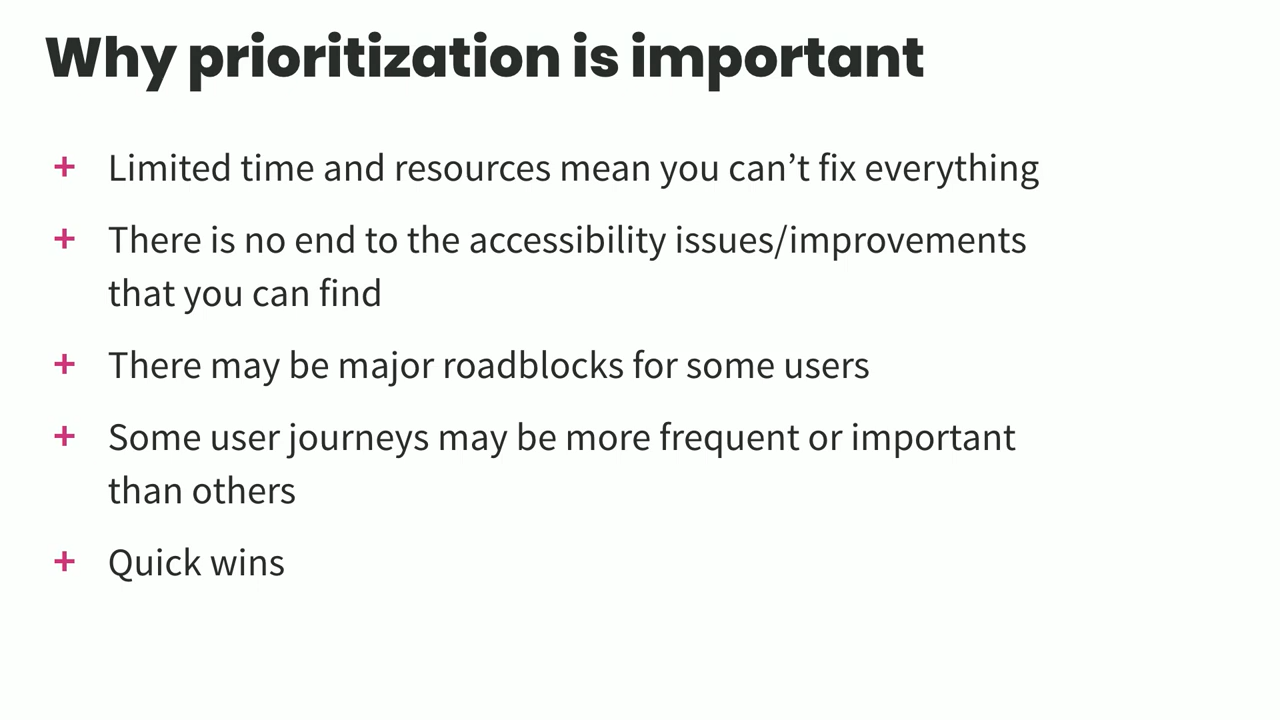 Why prioritization is important
+ Limited time and resources mean you can’t fix everything
+ There is no end to the accessibility issues/improvements
that you can find
+ There may be major roadblocks for some users
+ Some user journeys may be more frequent or important
than others
+ Quick wins